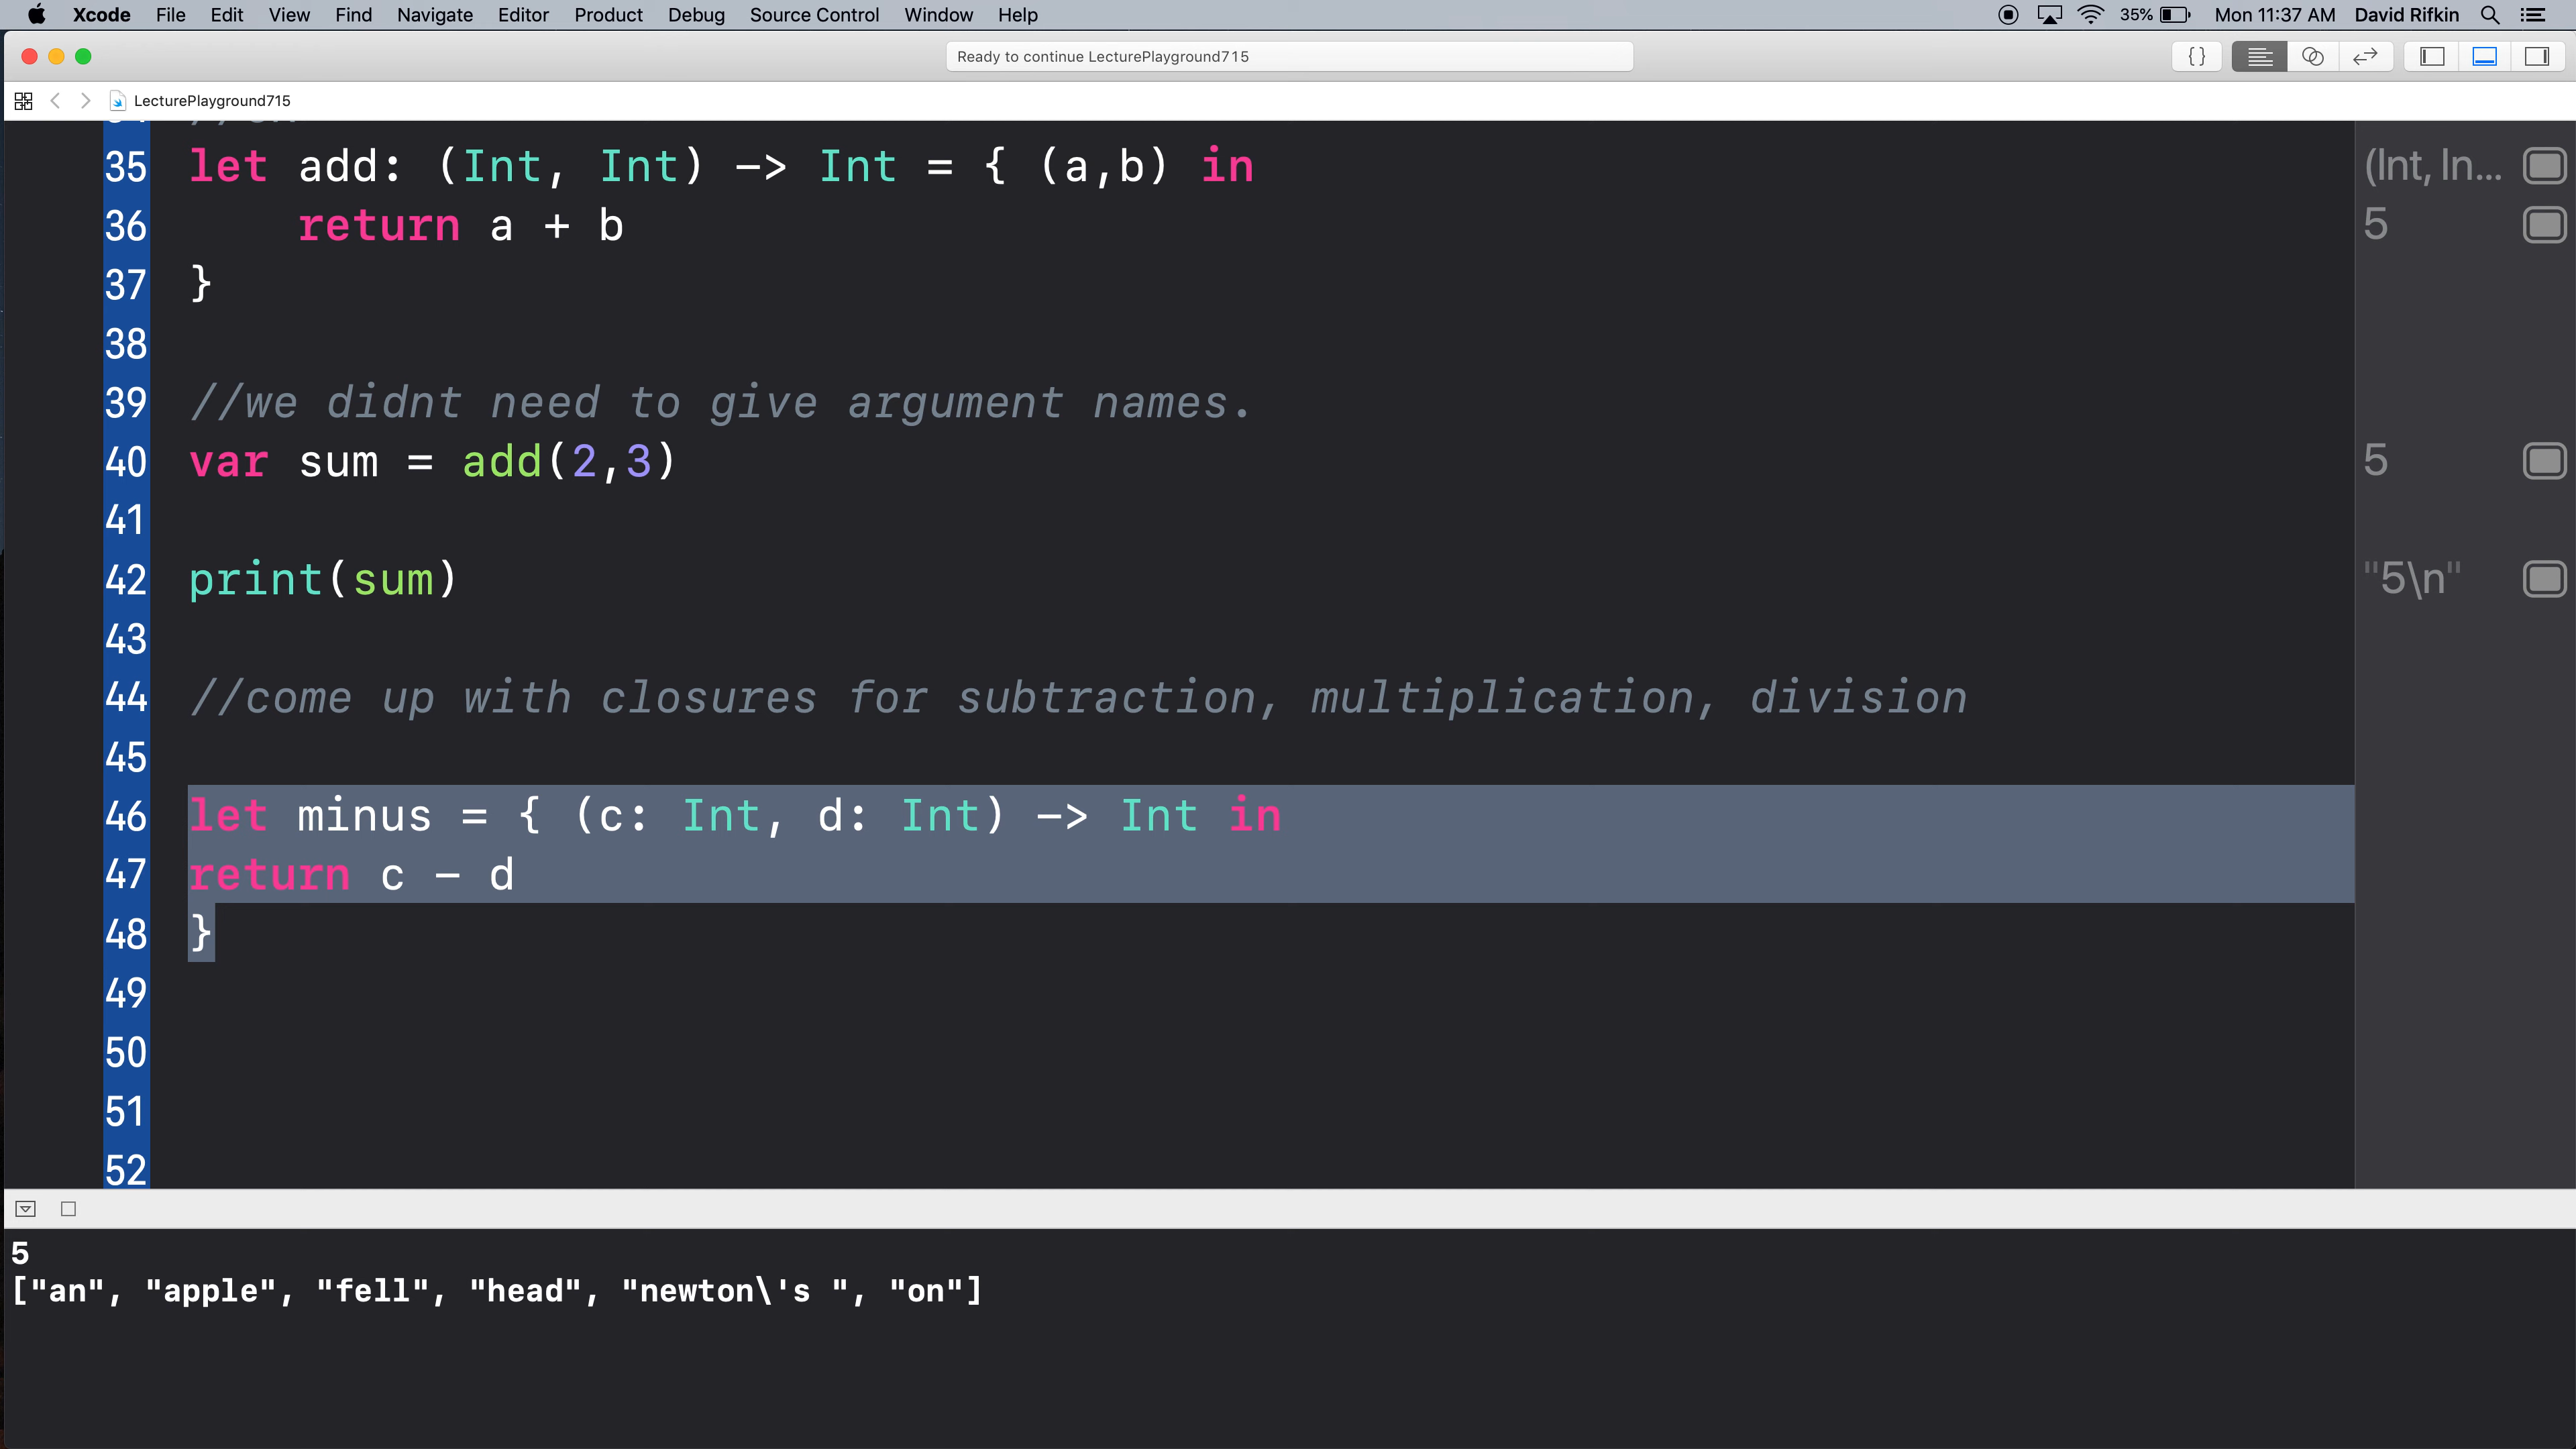 Xcode File Edit View Find Navigate Editor Product Debug Source Control Window Help 35% Mon 11:37 AM David Rifkin
Ready to continue LecturePlayground715
{ }
LecturePlayground715
35 let add: (Int, Int) -> Int = { (a,b) in (Int, In...
36 return a + b 5
37 }
38
39 //we didnt need to give argument names.
40 var sum = add(2,3) 5
41
42 print(sum) "5\n"
43
44 //come up with closures for subtraction, multiplication, division
45
46 let minus = { (c: Int, d: Int) -> Int in
47 return c - d
48 }
49
50
51
52
5
["an", "apple", "fell", "head", "newton\'s ", "on"]